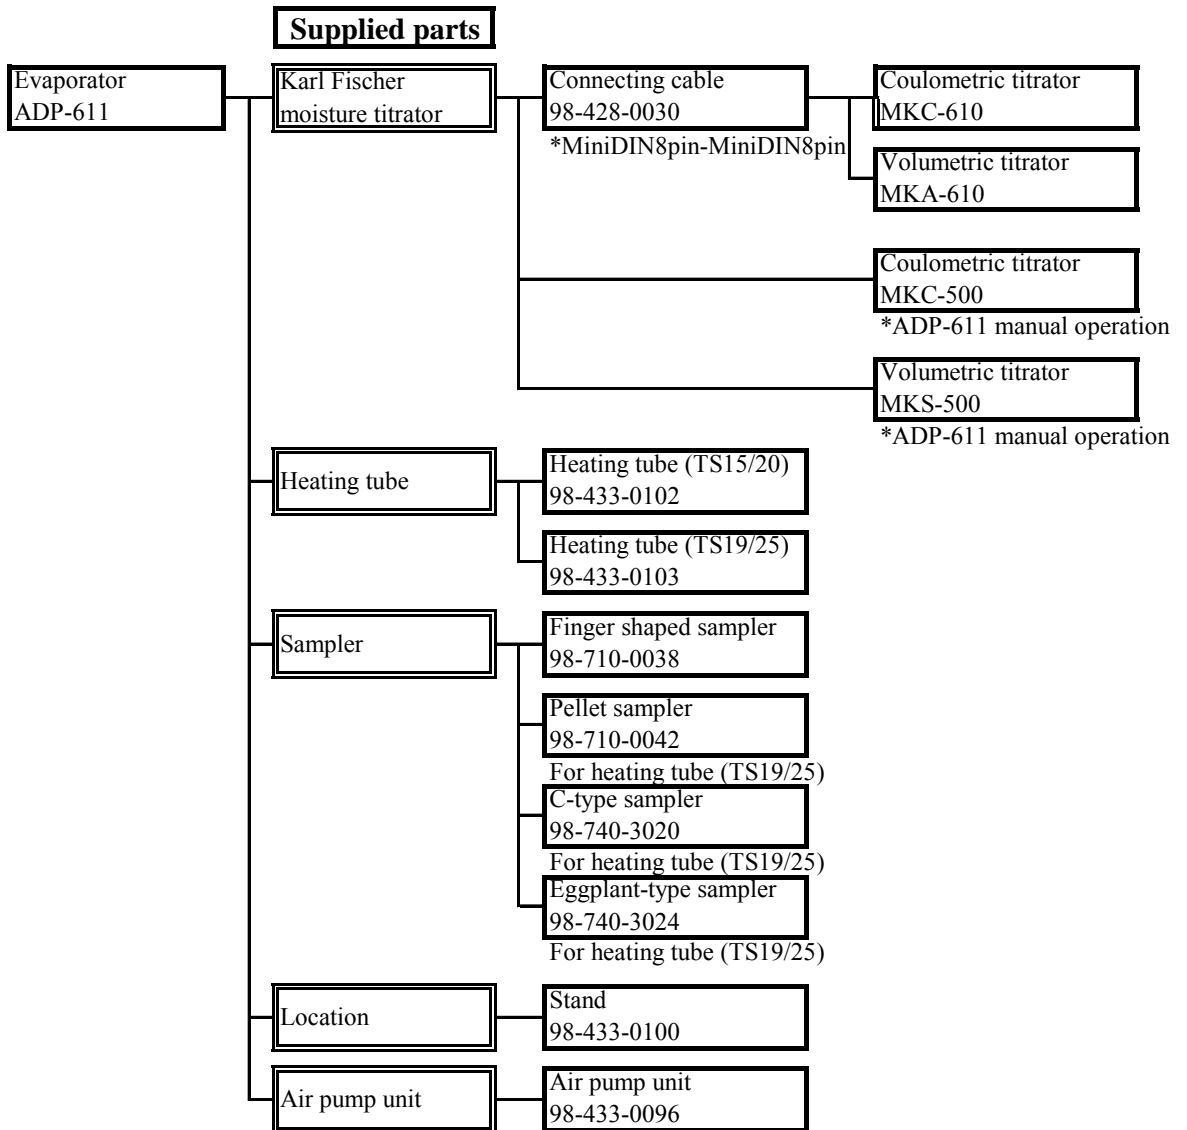 Supplied parts
Evaporator
ADP-611
Karl Fischer
moisture titrator
Connecting cable
98-428-0030
*MiniDIN8pin-MiniDIN8pin
Coulometric titrator
MKC-610
Volumetric titrator
MKA-610
Coulometric titrator
MKC-500
*ADP-611 manual operation
Volumetric titrator
MKS-500
*ADP-611 manual operation
Heating tube
Heating tube (TS15/20)
98-433-0102
Heating tube (TS19/25)
98-433-0103
Sampler
Finger shaped sampler
98-710-0038
Pellet sampler
98-710-0042
For heating tube (TS19/25)
C-type sampler
98-740-3020
For heating tube (TS19/25)
Eggplant-type sampler
98-740-3024
For heating tube (TS19/25)
Location
Stand
98-433-0100
Air pump unit
Air pump unit
98-433-0096